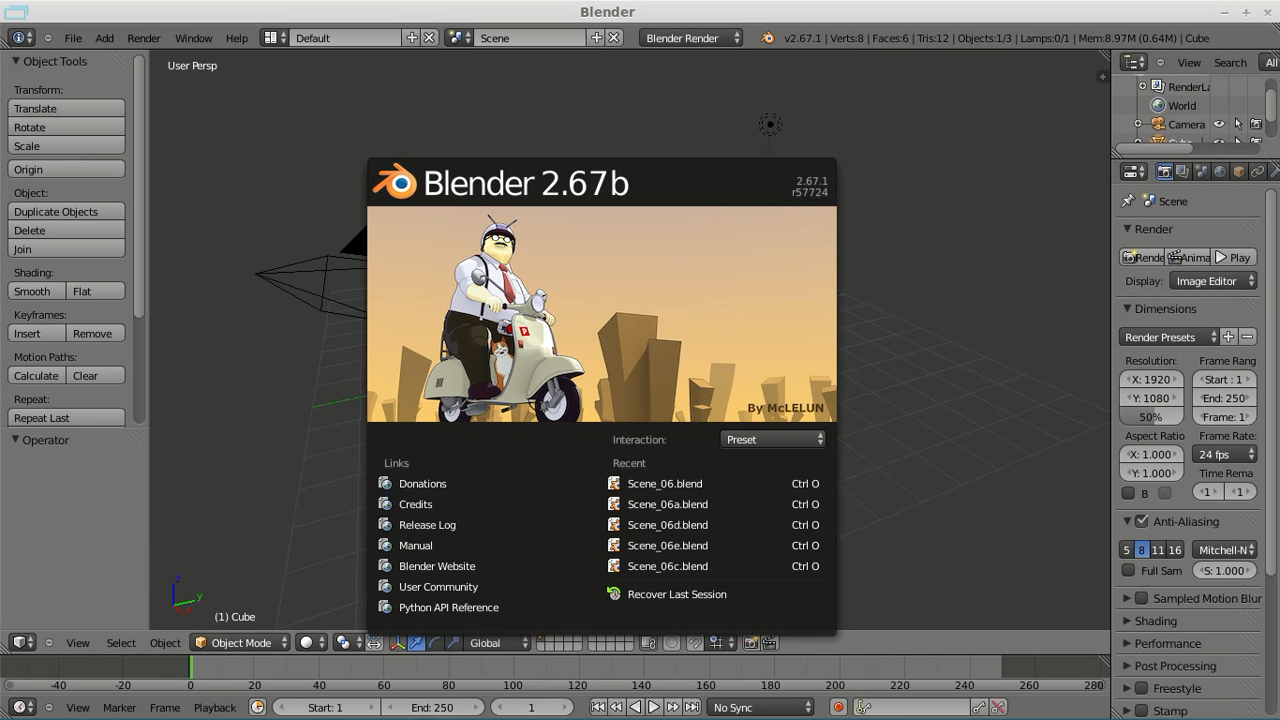 Blender
File Add Render Window Help Default Scene Blender Render v2.67.1 | Verts:8 | Faces:6 | Tris:12 | Objects:1/3 | Lamps:0/1 | Mem:8.97M (0.64M) | Cube
Object Tools
Transform:
Translate
Rotate
Scale
Origin
Object:
Duplicate Objects
Delete
Join
Shading:
Smooth Flat
Keyframes:
Insert Remove
Motion Paths:
Calculate Clear
Repeat:
Repeat Last
Operator
User Persp
Blender 2.67b
2.67.1
r57724
P
By McLELUN
Interaction: Preset
Links
Donations
Credits
Release Log
Manual
Blender Website
User Community
Python API Reference
Recent
Scene_06.blend Ctrl O
Scene_06a.blend Ctrl O
Scene_06d.blend Ctrl O
Scene_06e.blend Ctrl O
Scene_06c.blend Ctrl O
Recover Last Session
z
y
(1) Cube
View Search All
RenderLa
World
Camera
Scene
Render
Rende Anima Play
Display: Image Editor
Dimensions
Render Presets
Resolution: Frame Rang
X: 1920 Start : 1
Y: 1080 End: 250
50% Frame: 1
Aspect Ratio Frame Rate:
X: 1.000 24 fps
Y: 1.000 Time Rema
B 1 1
Anti-Aliasing
5 8 11 16 Mitchell-N
Full Sam S: 1.000
Sampled Motion Blur
Shading
Performance
Post Processing
Freestyle
Stamp
View Select Object Object Mode Global
-40 -20 0 20 40 60 80 100 120 140 160 180 200 220 240 260 280
View Marker Frame Playback Start: 1 End: 250 1 No Sync